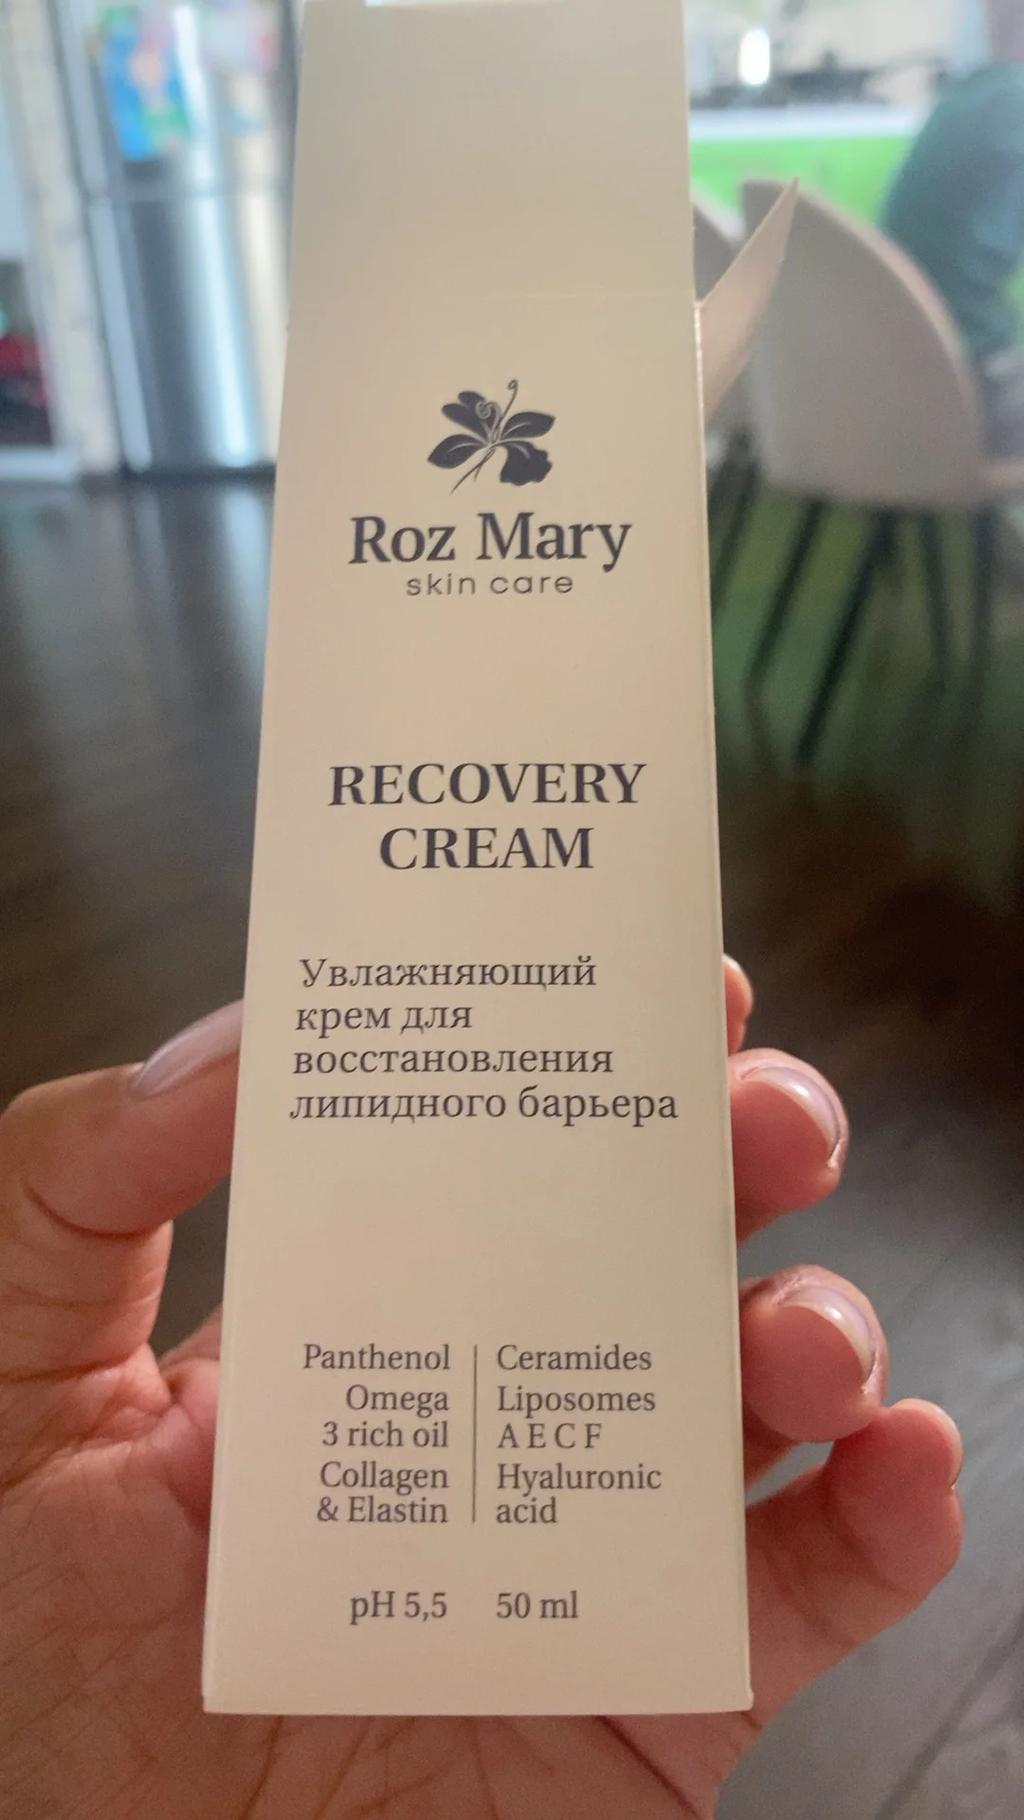 Roz Mary
skin care
RECOVERY
CREAM
Увлажняющий
крем для
восстановления
липидного барьера
Panthenol
Omega
3 rich oil
Collagen
& Elastin
Ceramides
Liposomes
A E C F
Hyaluronic
acid
pH 5,5
50 ml